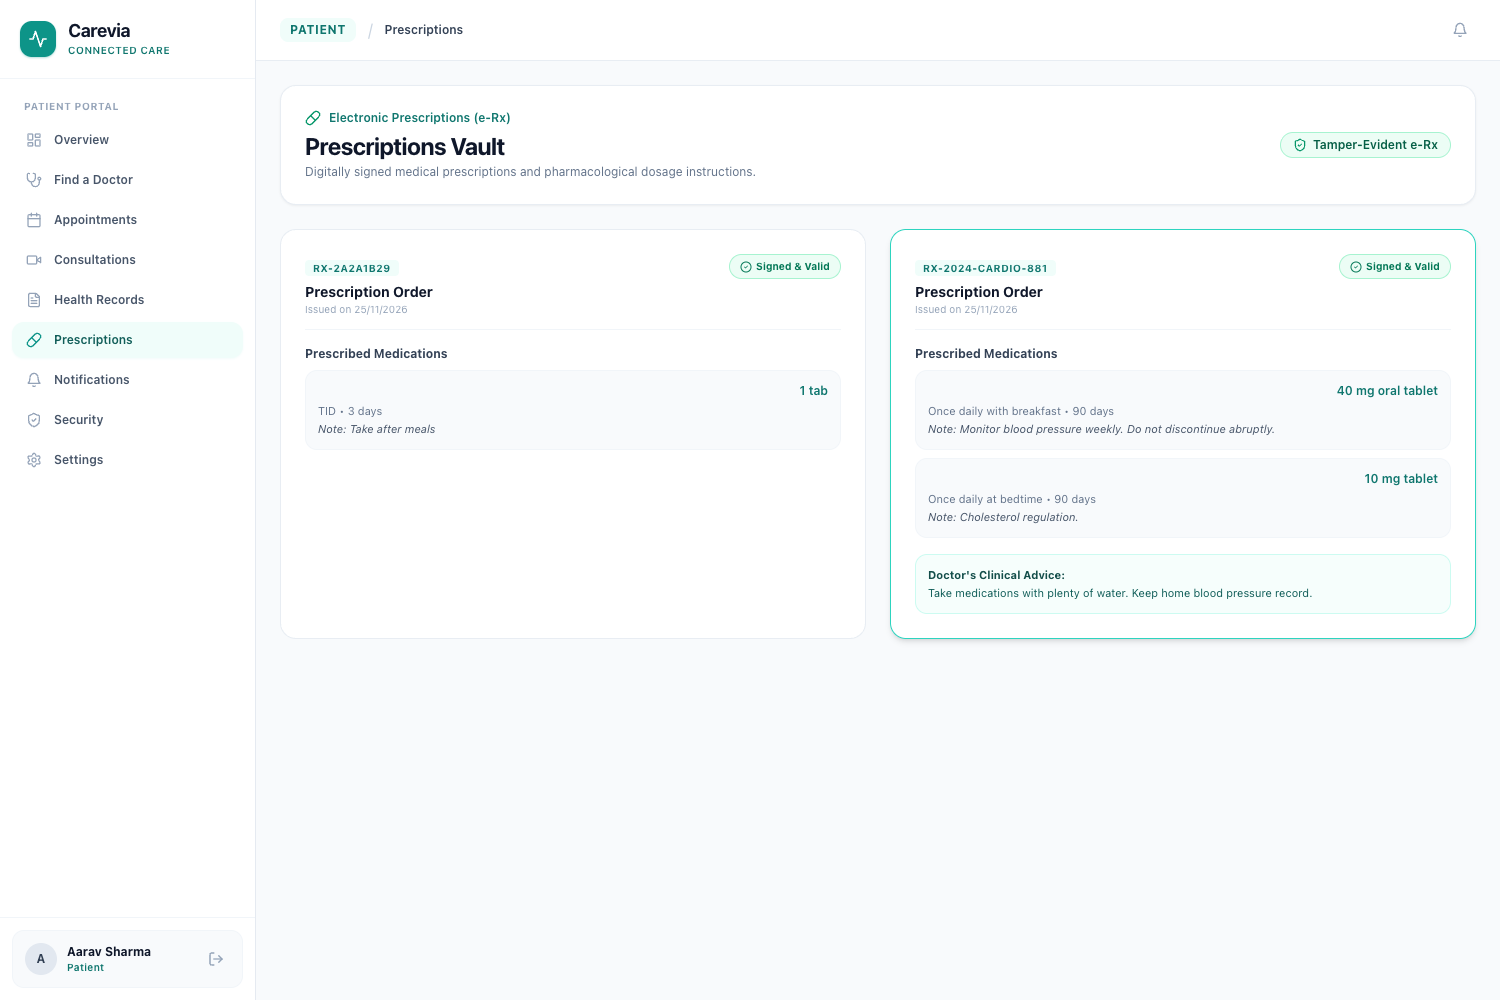 Carevia
CONNECTED CARE
PATIENT PORTAL
Overview
Find a Doctor
Appointments
Consultations
Health Records
Prescriptions
Notifications
Security
Settings
A
Aarav Sharma
Patient
PATIENT / Prescriptions
Electronic Prescriptions (e-Rx)
Prescriptions Vault
Digitally signed medical prescriptions and pharmacological dosage instructions.
Tamper-Evident e-Rx
RX-2A2A1B29
Signed & Valid
Prescription Order
Issued on 25/11/2026
Prescribed Medications
1 tab
TID • 3 days
Note: Take after meals
RX-2024-CARDIO-881
Signed & Valid
Prescription Order
Issued on 25/11/2026
Prescribed Medications
40 mg oral tablet
Once daily with breakfast • 90 days
Note: Monitor blood pressure weekly. Do not discontinue abruptly.
10 mg tablet
Once daily at bedtime • 90 days
Note: Cholesterol regulation.
Doctor's Clinical Advice:
Take medications with plenty of water. Keep home blood pressure record.